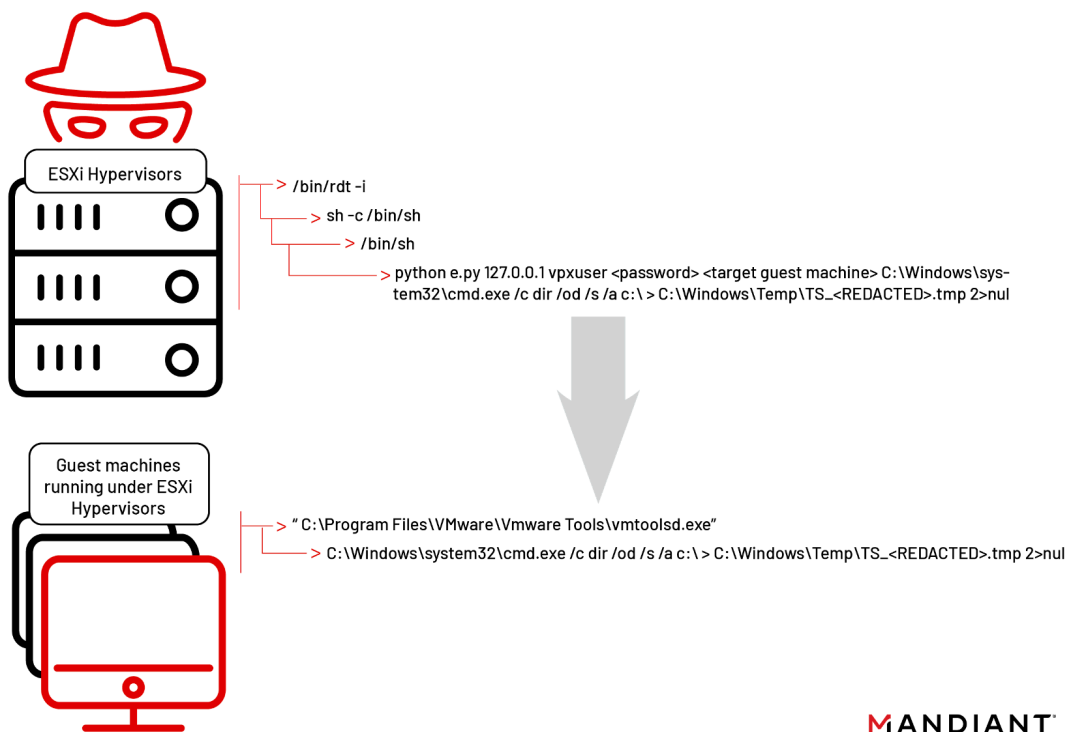 ESXi Hypervisors
> /bin/rdt -i
> sh -c /bin/sh
> /bin/sh
> python e.py 127.0.0.1 vpxuser <password> <target guest machine> C:\Windows\sys-
tem32\cmd.exe /c dir /od /s /a c:\ > C:\Windows\Temp\TS_<REDACTED>.tmp 2>nul
Guest machines
running under ESXi
Hypervisors
> " C:\Program Files\VMware\Vmware Tools\vmtoolsd.exe"
> C:\Windows\system32\cmd.exe /c dir /od /s /a c:\ > C:\Windows\Temp\TS_<REDACTED>.tmp 2>nul
MANDIANT